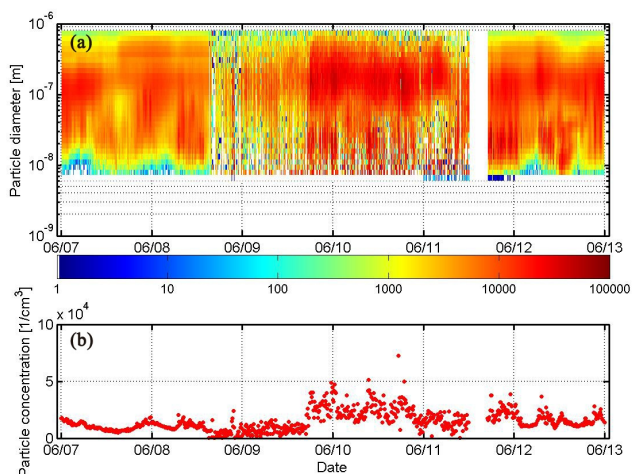 (a)
Particle diameter [m]
10-6
10-7
10-8
10-9
06/07 06/08 06/09 06/10 06/11 06/12 06/13
1 10 100 1000 10000 100000
(b)
Particle concentration [1/cm3]
x 104
10
5
0
06/07 06/08 06/09 06/10 06/11 06/12 06/13
Date